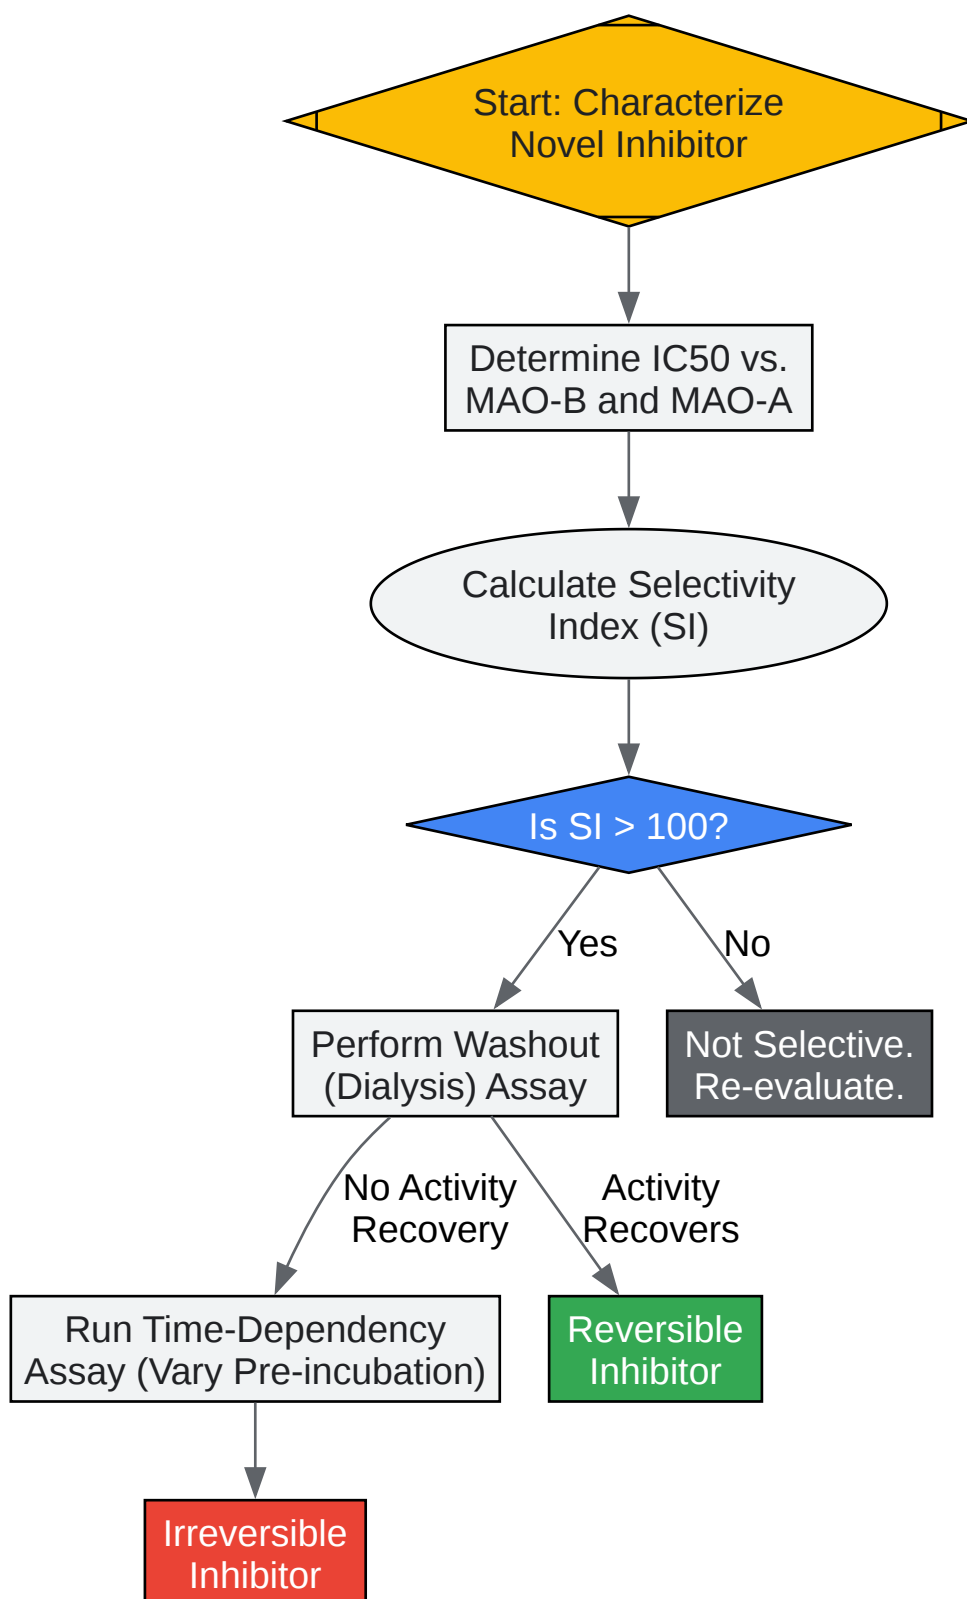 Start: Characterize
Novel Inhibitor
Determine IC50 vs.
MAO-B and MAO-A
Calculate Selectivity
Index (SI)
Is SI > 100?
Yes
No
Perform Washout
(Dialysis) Assay
Not Selective.
Re-evaluate.
No Activity
Recovery
Activity
Recovers
Run Time-Dependency
Assay (Vary Pre-incubation)
Reversible
Inhibitor
Irreversible
Inhibitor